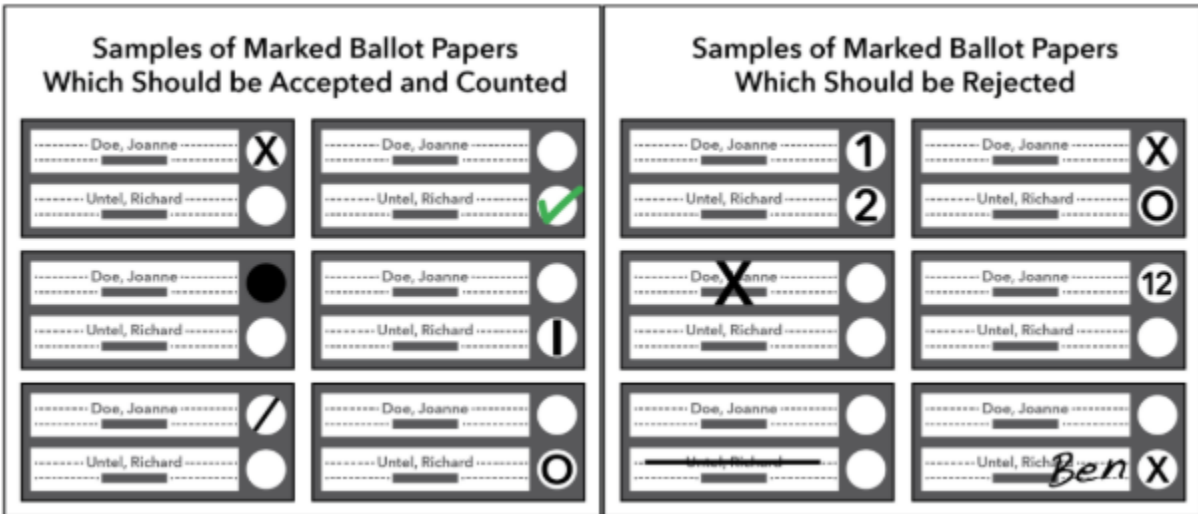 Samples of Marked Ballot Papers
Which Should be Accepted and Counted
Doe, Joanne X
Untel, Richard
Doe, Joanne
Untel, Richard
Doe, Joanne
Untel, Richard
Doe, Joanne
Untel, Richard I
Doe, Joanne /
Untel, Richard
Doe, Joanne
Untel, Richard O
Samples of Marked Ballot Papers
Which Should be Rejected
Doe, Joanne 1
Untel, Richard 2
Doe, Joanne X
Untel, Richard O
Doe, X anne
Untel, Richard
Doe, Joanne 12
Untel, Richard
Doe, Joanne
Untel, Richard
Doe, Joanne
Untel, Richard Ben X